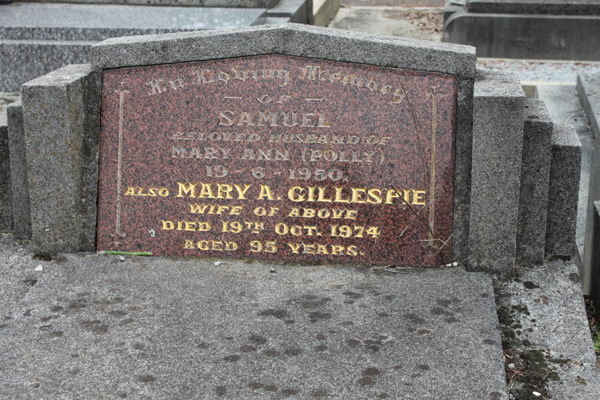 In Loving Memory
OF
SAMUEL
BELOVED HUSBAND OF
MARY ANN (POLLY)
19-6-1950.
ALSO MARY A. GILLESPIE
WIFE OF ABOVE
DIED 19TH OCT. 1974
AGED 95 YEARS.